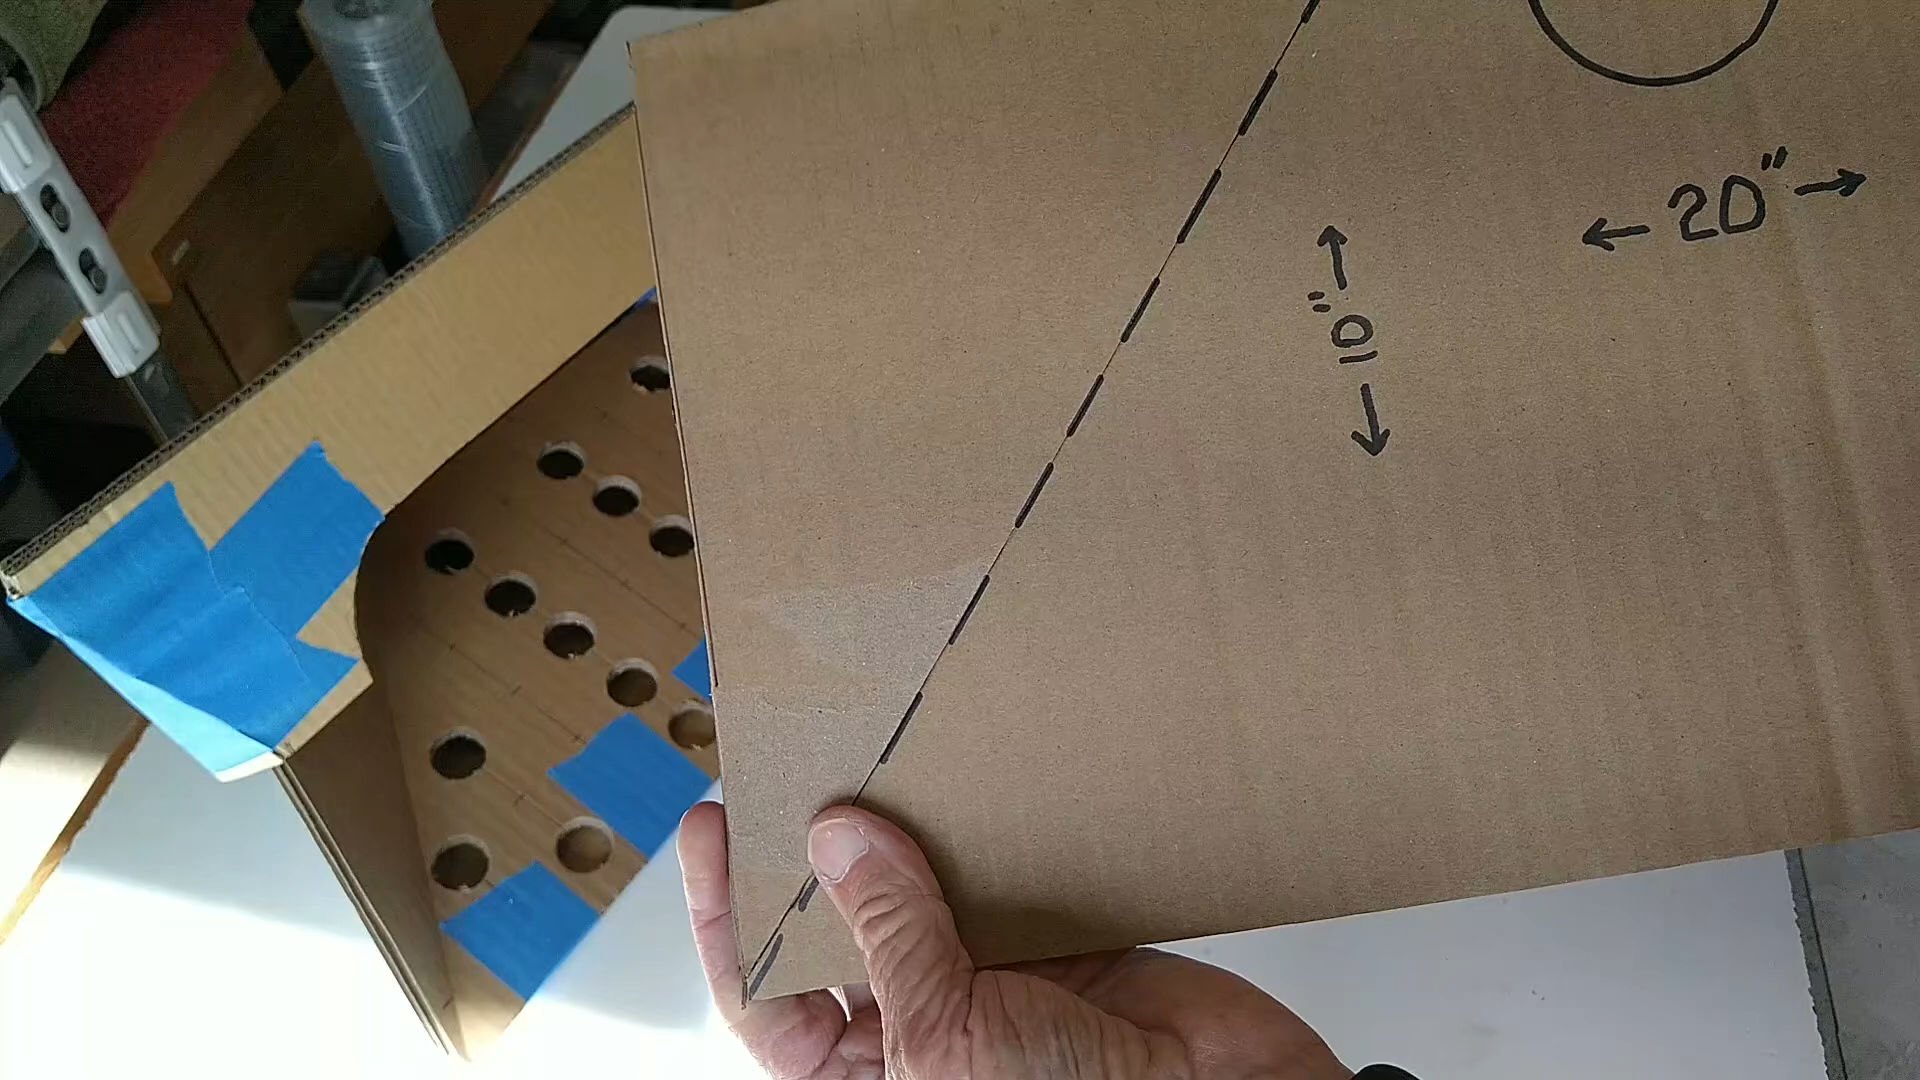 ← 20" →
← 10" →